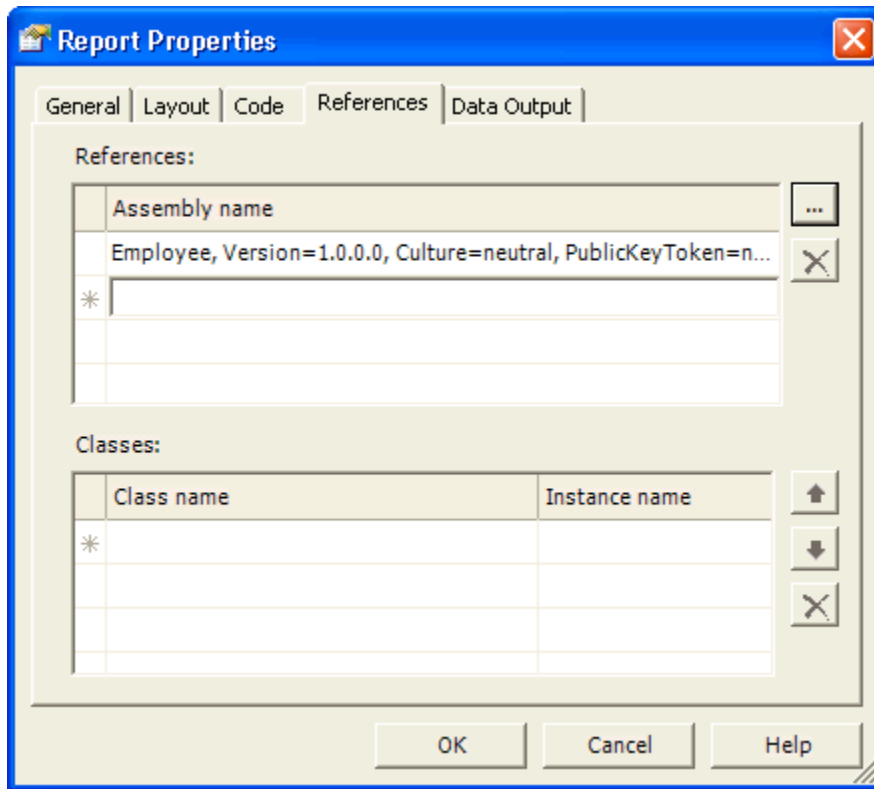 Report Properties
General Layout Code References Data Output
References:
Assembly name
...
Employee, Version=1.0.0.0, Culture=neutral, PublicKeyToken=n...
Classes:
Class name Instance name
OK Cancel Help